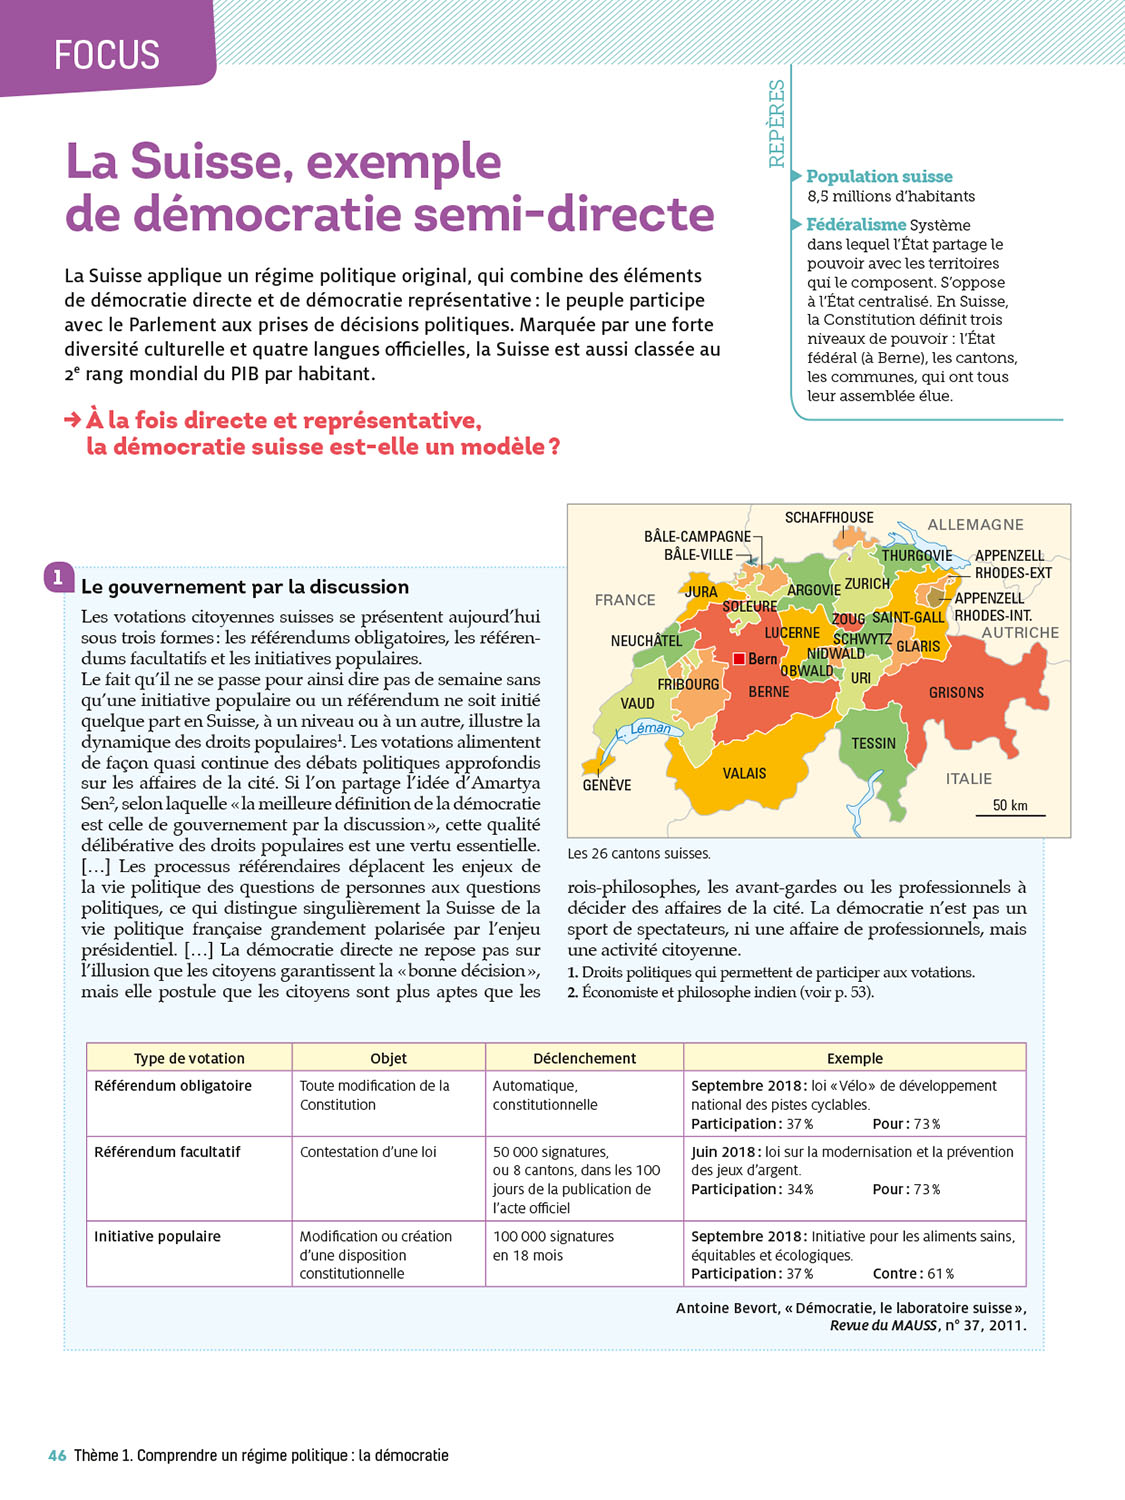 FOCUS
La Suisse, exemple
de démocratie semi-directe
La Suisse applique un régime politique original, qui combine des éléments
de démocratie directe et de démocratie représentative : le peuple participe
avec le Parlement aux prises de décisions politiques. Marquée par une forte
diversité culturelle et quatre langues officielles, la Suisse est aussi classée au
2e rang mondial du PIB par habitant.
→ À la fois directe et représentative,
la démocratie suisse est-elle un modèle ?
REPÈRES
Population suisse
8,5 millions d'habitants
Fédéralisme Système
dans lequel l'État partage le
pouvoir avec les territoires
qui le composent. S'oppose
à l'État centralisé. En Suisse,
la Constitution définit trois
niveaux de pouvoir : l'État
fédéral (à Berne), les cantons,
les communes, qui ont tous
leur assemblée élue.
1
Le gouvernement par la discussion
Les votations citoyennes suisses se présentent aujourd'hui
sous trois formes : les référendums obligatoires, les référen-
dums facultatifs et les initiatives populaires.
Le fait qu'il ne se passe pour ainsi dire pas de semaine sans
qu'une initiative populaire ou un référendum ne soit initié
quelque part en Suisse, à un niveau ou à un autre, illustre la
dynamique des droits populaires¹. Les votations alimentent
de façon quasi continue des débats politiques approfondis
sur les affaires de la cité. Si l'on partage l'idée d'Amartya
Sen², selon laquelle « la meilleure définition de la démocratie
est celle de gouvernement par la discussion », cette qualité
délibérative des droits populaires est une vertu essentielle.
[…] Les processus référendaires déplacent les enjeux de
la vie politique des questions de personnes aux questions
politiques, ce qui distingue singulièrement la Suisse de la
vie politique française grandement polarisée par l'enjeu
présidentiel. […] La démocratie directe ne repose pas sur
l'illusion que les citoyens garantissent la « bonne décision »,
mais elle postule que les citoyens sont plus aptes que les
SCHAFFHOUSE
ALLEMAGNE
BÂLE-CAMPAGNE
BÂLE-VILLE
THURGOVIE
APPENZELL
RHODES-EXT
JURA
ARGOVIE
ZURICH
FRANCE
SOLEURE
APPENZELL
RHODES-INT.
ZOUG
SAINT-GALL
LUCERNE
AUTRICHE
NEUCHÂTEL
SCHWYTZ
GLARIS
NIDWALD
Bern
OBWALD
URI
FRIBOURG
BERNE
GRISONS
VAUD
L. Léman
TESSIN
VALAIS
GENÈVE
ITALIE
50 km
Les 26 cantons suisses.
rois-philosophes, les avant-gardes ou les professionnels à
décider des affaires de la cité. La démocratie n'est pas un
sport de spectateurs, ni une affaire de professionnels, mais
une activité citoyenne.
1. Droits politiques qui permettent de participer aux votations.
2. Économiste et philosophe indien (voir p. 53).
Type de votation
Objet
Déclenchement
Exemple
Référendum obligatoire
Toute modification de la
Constitution
Automatique,
constitutionnelle
Septembre 2018 : loi « Vélo » de développement
national des pistes cyclables.
Participation : 37 % Pour : 73 %
Référendum facultatif
Contestation d'une loi
50 000 signatures,
ou 8 cantons, dans les 100
jours de la publication de
l'acte officiel
Juin 2018 : loi sur la modernisation et la prévention
des jeux d'argent.
Participation : 34 % Pour : 73 %
Initiative populaire
Modification ou création
d'une disposition
constitutionnelle
100 000 signatures
en 18 mois
Septembre 2018 : Initiative pour les aliments sains,
équitables et écologiques.
Participation : 37 % Contre : 61 %
Antoine Bevort, « Démocratie, le laboratoire suisse »,
Revue du MAUSS, n° 37, 2011.
46 Thème 1. Comprendre un régime politique : la démocratie